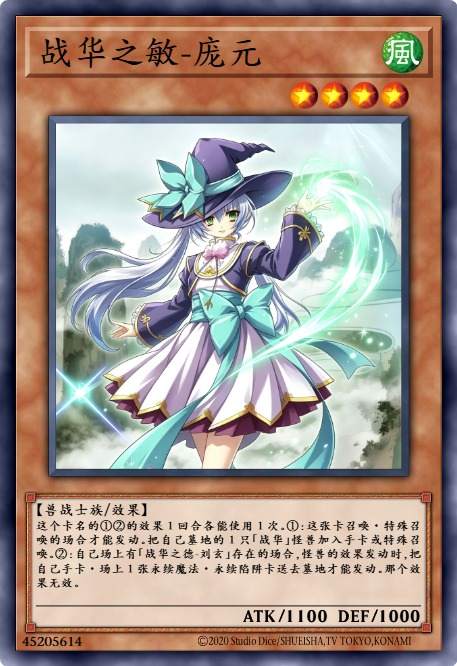 战华之敏-庞元
風
【兽战士族/效果】
这个卡名的①②的效果1回合各能使用1次。①:这张卡召唤·特殊召
唤的场合才能发动。把自己墓地的1只「战华」怪兽加入手卡或特殊召
唤。②:自己场上有「战华之德-刘玄」存在的场合,怪兽的效果发动时,把
自己手卡·场上1张永续魔法·永续陷阱卡送去墓地才能发动。那个效
果无效。
ATK/1100 DEF/1000
45205614
©2020 Studio Dice/SHUEISHA,TV TOKYO,KONAMI